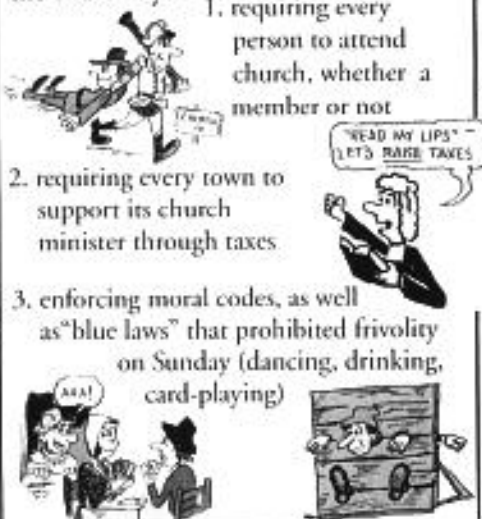 1. requiring every
person to attend
church, whether a
member or not
"READ MY LIPS" -
LET'S RAISE TAXES
2. requiring every town to
support its church
minister through taxes
3. enforcing moral codes, as well
as "blue laws" that prohibited frivolity
on Sunday (dancing, drinking,
card-playing)
AHA!